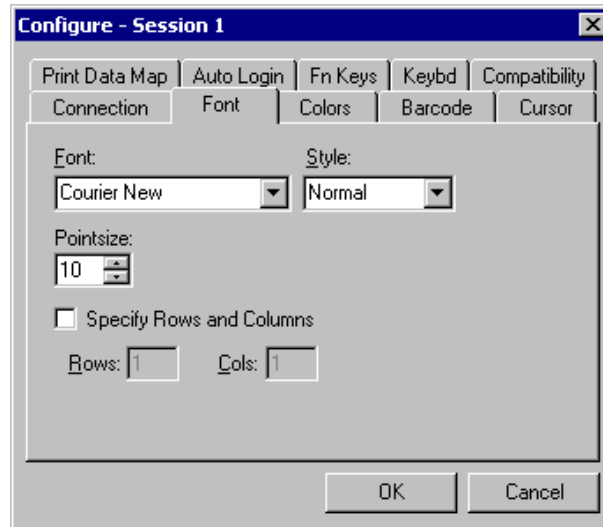 Configure - Session 1
Print Data Map Auto Login Fn Keys Keybd Compatibility
Connection Font Colors Barcode Cursor
Font: Style:
Courier New Normal
Pointsize:
10
Specify Rows and Columns
Rows: 1 Cols: 1
OK Cancel